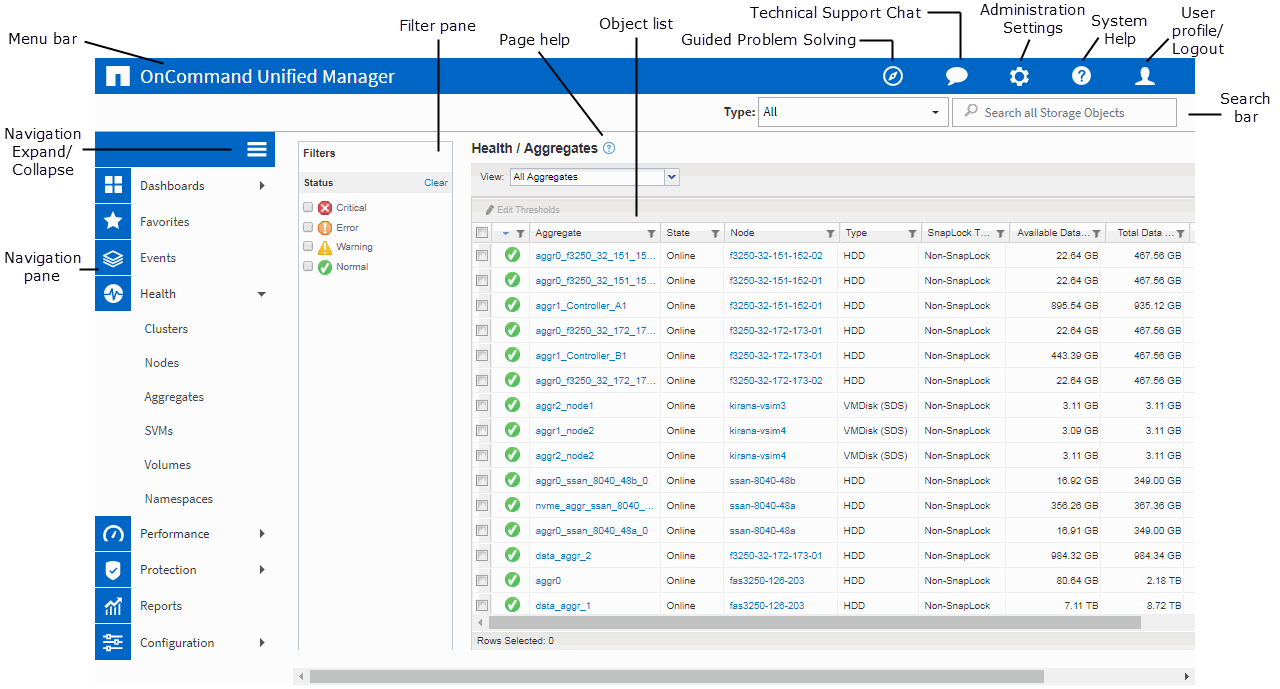 Menu bar
Filter pane
Page help
Object list
Technical Support Chat
Guided Problem Solving
Administration
Settings
System
Help
User
profile/
Logout
OnCommand Unified Manager
Type: All
Search all Storage Objects
Search
bar
Navigation
Expand/
Collapse
Navigation
pane
Dashboards
Favorites
Events
Health
Clusters
Nodes
Aggregates
SVMs
Volumes
Namespaces
Performance
Protection
Reports
Configuration
Filters
Status Clear
Critical
Error
Warning
Normal
Health / Aggregates ?
View: All Aggregates
Edit Thresholds
Aggregate State Node Type SnapLock T... Available Data... Total Data ...
aggr0_f3250_32_151_15... Online f3250-32-151-152-02 HDD Non-SnapLock 22.64 GB 467.56 GB
aggr0_f3250_32_151_15... Online f3250-32-151-152-01 HDD Non-SnapLock 22.64 GB 467.56 GB
aggr1_Controller_A1 Online f3250-32-151-152-01 HDD Non-SnapLock 895.54 GB 935.12 GB
aggr0_f3250_32_172_17... Online f3250-32-172-173-01 HDD Non-SnapLock 22.64 GB 467.56 GB
aggr1_Controller_B1 Online f3250-32-172-173-01 HDD Non-SnapLock 443.39 GB 467.56 GB
aggr0_f3250_32_172_17... Online f3250-32-172-173-02 HDD Non-SnapLock 22.64 GB 467.56 GB
aggr2_node1 Online kirana-vsim3 VMDisk (SDS) Non-SnapLock 3.11 GB 3.11 GB
aggr1_node2 Online kirana-vsim4 VMDisk (SDS) Non-SnapLock 3.09 GB 3.11 GB
aggr2_node2 Online kirana-vsim4 VMDisk (SDS) Non-SnapLock 3.11 GB 3.11 GB
aggr0_ssan_8040_48b_0 Online ssan-8040-48b HDD Non-SnapLock 16.92 GB 349.00 GB
nvme_aggr_ssan_8040_... Online ssan-8040-48a HDD Non-SnapLock 356.26 GB 367.36 GB
aggr0_ssan_8040_48a_0 Online ssan-8040-48a HDD Non-SnapLock 16.91 GB 349.00 GB
data_aggr_2 Online f3250-32-172-173-01 HDD Non-SnapLock 984.32 GB 984.34 GB
aggr0 Online fas3250-126-203 HDD Non-SnapLock 80.64 GB 2.18 TB
data_aggr_1 Online fas3250-126-203 HDD Non-SnapLock 7.11 TB 8.72 TB
Rows Selected: 0